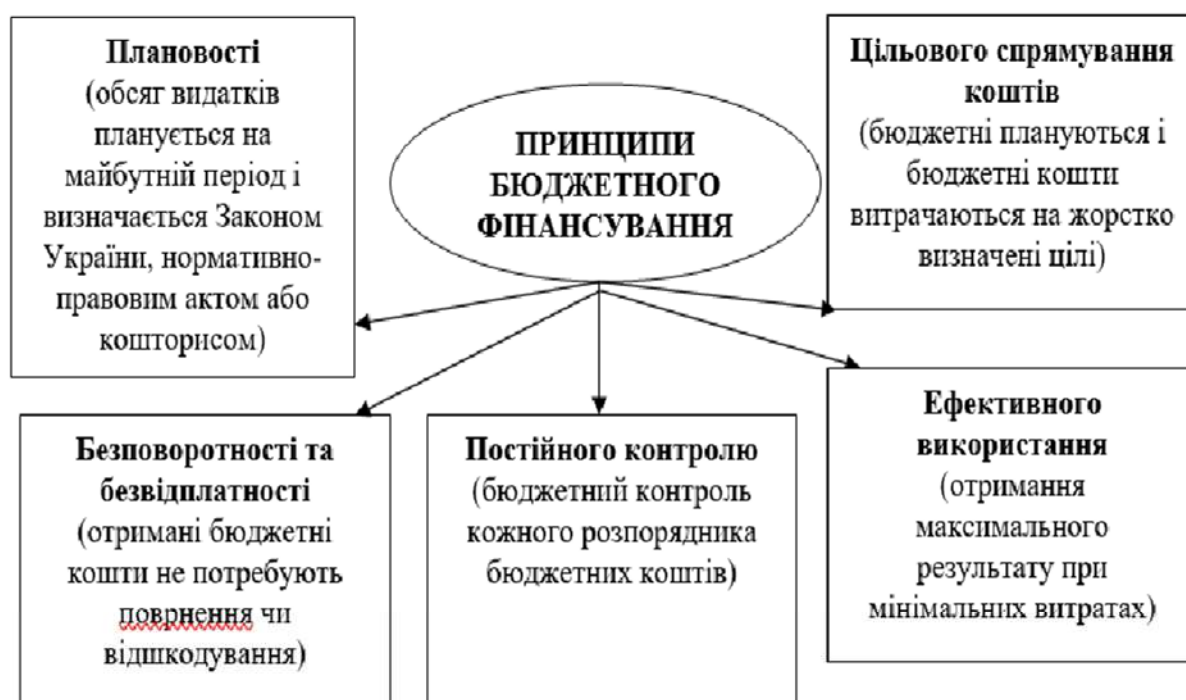 ПРИНЦИПИ
БЮДЖЕТНОГО
ФІНАНСУВАННЯ
Плановості
(обсяг видатків
планується на
майбутній період і
визначається Законом
України, нормативно-
правовим актом або
кошторисом)
Цільового спрямування
коштів
(бюджетні плануються і
бюджетні кошти
витрачаються на жорстко
визначені цілі)
Безповоротності та
безвідплатності
(отримані бюджетні
кошти не потребують
поврнення чи
відшкодування)
Постійного контролю
(бюджетний контроль
кожного розпорядника
бюджетних коштів)
Ефективного
використання
(отримання
максимального
результату при
мінімальних витратах)